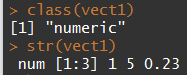 > class(vect1)
[1] "numeric"
> str(vect1)
 num [1:3] 1 5 0.23